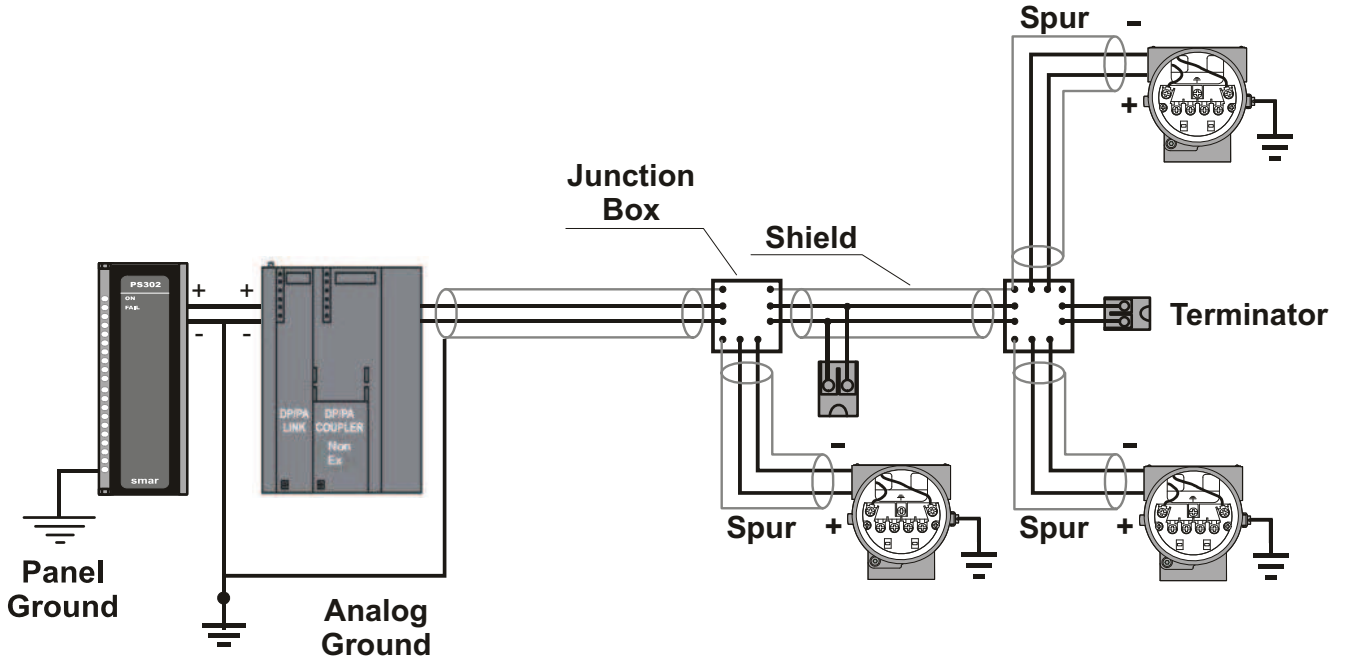 Spur -
+
Junction
Box
Shield
PS302
ON
FAIL
+ +
- -
Terminator
DP/PA
LINK
DP/PA
COUPLER
Non
Ex
smar
-
Spur +
-
Spur +
Panel
Ground
Analog
Ground